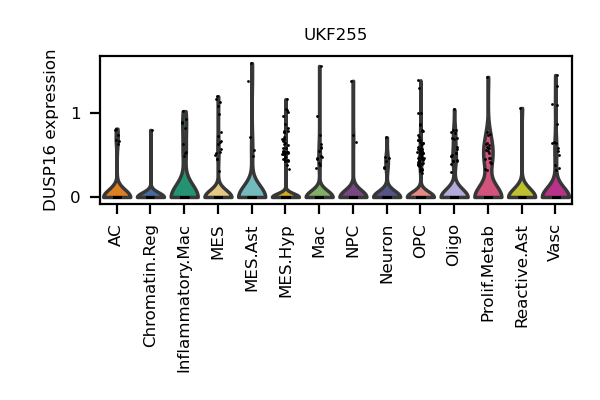 UKF255
DUSP16 expression
1
0
AC
Chromatin.Reg
Inflammatory.Mac
MES
MES.Ast
MES.Hyp
Mac
NPC
Neuron
OPC
Oligo
Prolif.Metab
Reactive.Ast
Vasc